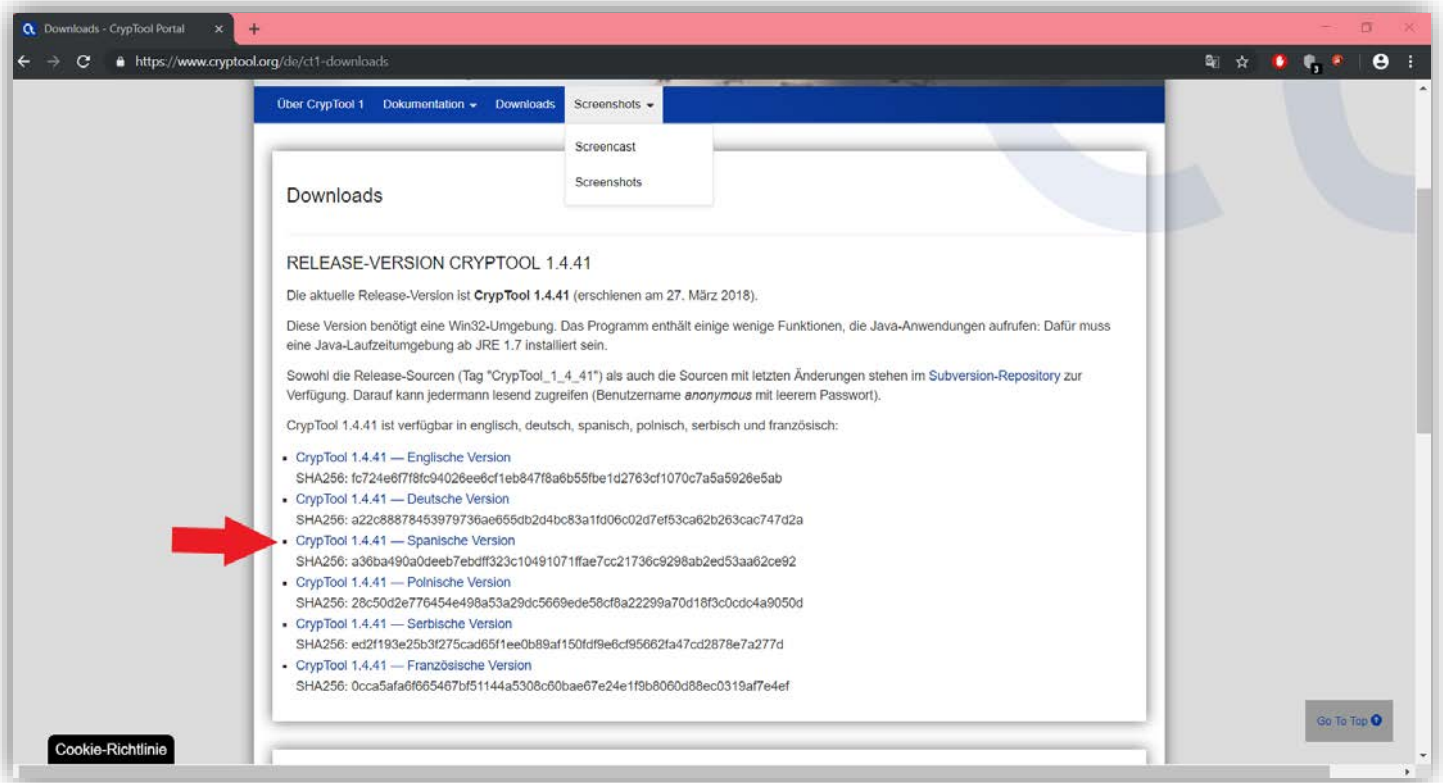 Downloads - CrypTool Portal
https://www.cryptool.org/de/ct1-downloads
3
Über CrypTool 1 Dokumentation Downloads Screenshots
Screencast
Screenshots
Downloads
RELEASE-VERSION CRYPTOOL 1.4.41
Die aktuelle Release-Version ist CrypTool 1.4.41 (erschienen am 27. März 2018).
Diese Version benötigt eine Win32-Umgebung. Das Programm enthält einige wenige Funktionen, die Java-Anwendungen aufrufen: Dafür muss
eine Java-Laufzeitumgebung ab JRE 1.7 installiert sein.
Sowohl die Release-Sourcen (Tag "CrypTool_1_4_41") als auch die Sourcen mit letzten Änderungen stehen im Subversion-Repository zur
Verfügung. Darauf kann jedermann lesend zugreifen (Benutzername anonymous mit leerem Passwort).
CrypTool 1.4.41 ist verfügbar in englisch, deutsch, spanisch, polnisch, serbisch und französisch:
CrypTool 1.4.41 — Englische Version
SHA256: fc724e6f7f8fc94026ee6cf1eb847f8a6b55fbe1d2763cf1070c7a5a5926e5ab
CrypTool 1.4.41 — Deutsche Version
SHA256: a22c88878453979736ae655db2d4bc83a1fd06c02d7ef53ca62b263cac747d2a
CrypTool 1.4.41 — Spanische Version
SHA256: a36ba490a0deeb7ebdff323c10491071ffae7cc21736c9298ab2ed53aa62ce92
CrypTool 1.4.41 — Polnische Version
SHA256: 28c50d2e776454e498a53a29dc5669ede58cf8a22299a70d18f3c0cdc4a9050d
CrypTool 1.4.41 — Serbische Version
SHA256: ed2f193e25b3f275cad65f1ee0b89af150fdf9e6cf95662fa47cd2878e7a277d
CrypTool 1.4.41 — Französische Version
SHA256: 0cca5afa6f665467bf51144a5308c60bae67e24e1f9b8060d88ec0319af7e4ef
Go To Top
Cookie-Richtlinie